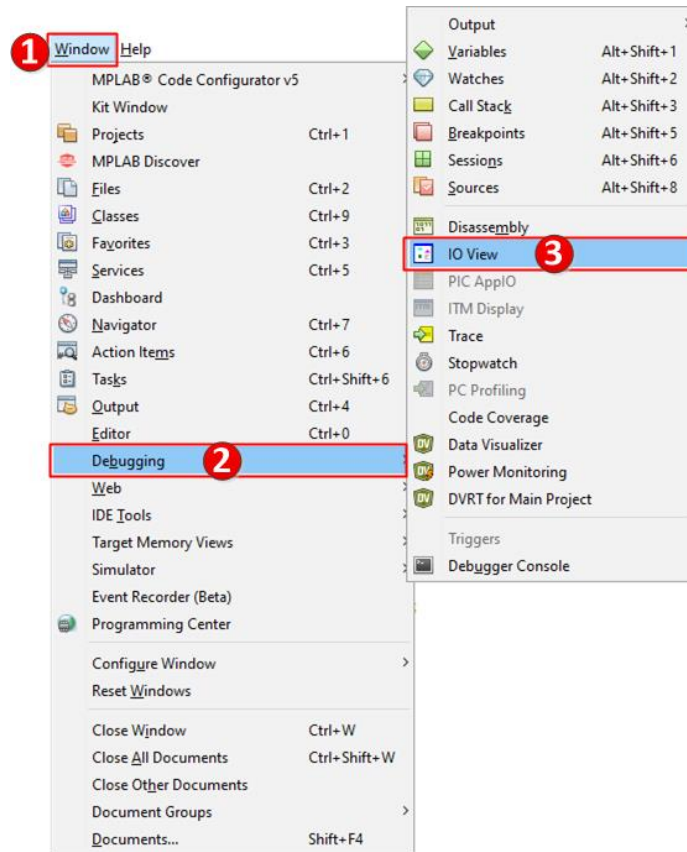 1 Window Help
MPLAB® Code Configurator v5
Kit Window
Projects Ctrl+1
MPLAB Discover
Files Ctrl+2
Classes Ctrl+9
Favorites Ctrl+3
Services Ctrl+5
Dashboard
Navigator Ctrl+7
Action Items Ctrl+6
Tasks Ctrl+Shift+6
Output Ctrl+4
Editor Ctrl+0
Debugging 2
Web
IDE Tools
Target Memory Views
Simulator
Event Recorder (Beta)
Programming Center
Configure Window
Reset Windows
Close Window Ctrl+W
Close All Documents Ctrl+Shift+W
Close Other Documents
Document Groups
Documents... Shift+F4
Output
Variables Alt+Shift+1
Watches Alt+Shift+2
Call Stack Alt+Shift+3
Breakpoints Alt+Shift+5
Sessions Alt+Shift+6
Sources Alt+Shift+8
Disassembly
IO View 3
PIC AppIO
ITM Display
Trace
Stopwatch
PC Profiling
Code Coverage
DV Data Visualizer
DV Power Monitoring
DV DVRT for Main Project
Triggers
Debugger Console